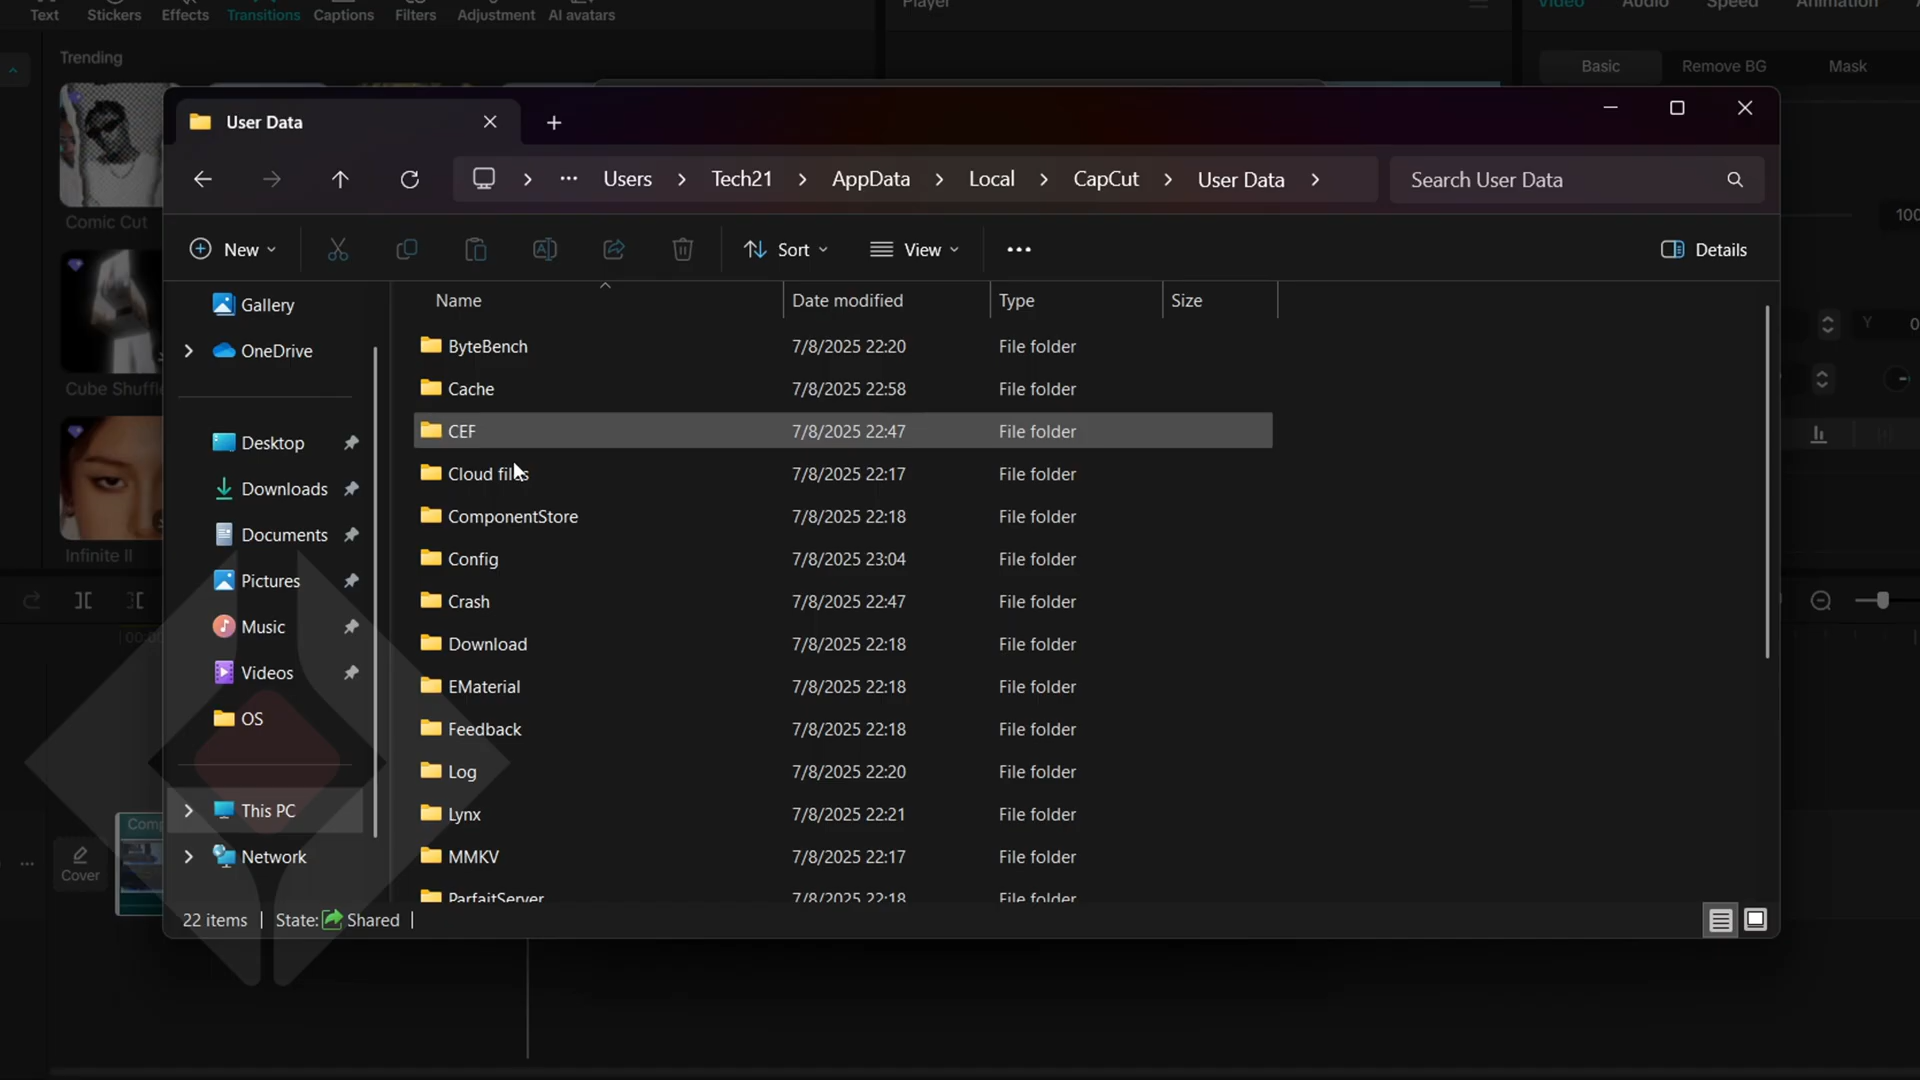 Text Stickers Effects Transitions Captions Filters Adjustment AI avatars
Player
Video Audio Speed Animation
Trending
Basic Remove BG Mask
User Data
Users Tech21 AppData Local CapCut User Data
Search User Data
Comic Cut
100
New Sort View Details
Name Date modified Type Size
Gallery
OneDrive
Y 0
Cube Shuffle
Desktop
Downloads
Documents
Pictures
Music
Videos
OS
This PC
Network
Infinite II
ByteBench 7/8/2025 22:20 File folder
Cache 7/8/2025 22:58 File folder
CEF 7/8/2025 22:47 File folder
Cloud files 7/8/2025 22:17 File folder
ComponentStore 7/8/2025 22:18 File folder
Config 7/8/2025 23:04 File folder
Crash 7/8/2025 22:47 File folder
Download 7/8/2025 22:18 File folder
EMaterial 7/8/2025 22:18 File folder
Feedback 7/8/2025 22:18 File folder
Log 7/8/2025 22:20 File folder
Lynx 7/8/2025 22:21 File folder
MMKV 7/8/2025 22:17 File folder
ParfaitServer 7/8/2025 22:18 File folder
Cover
22 items State: Shared